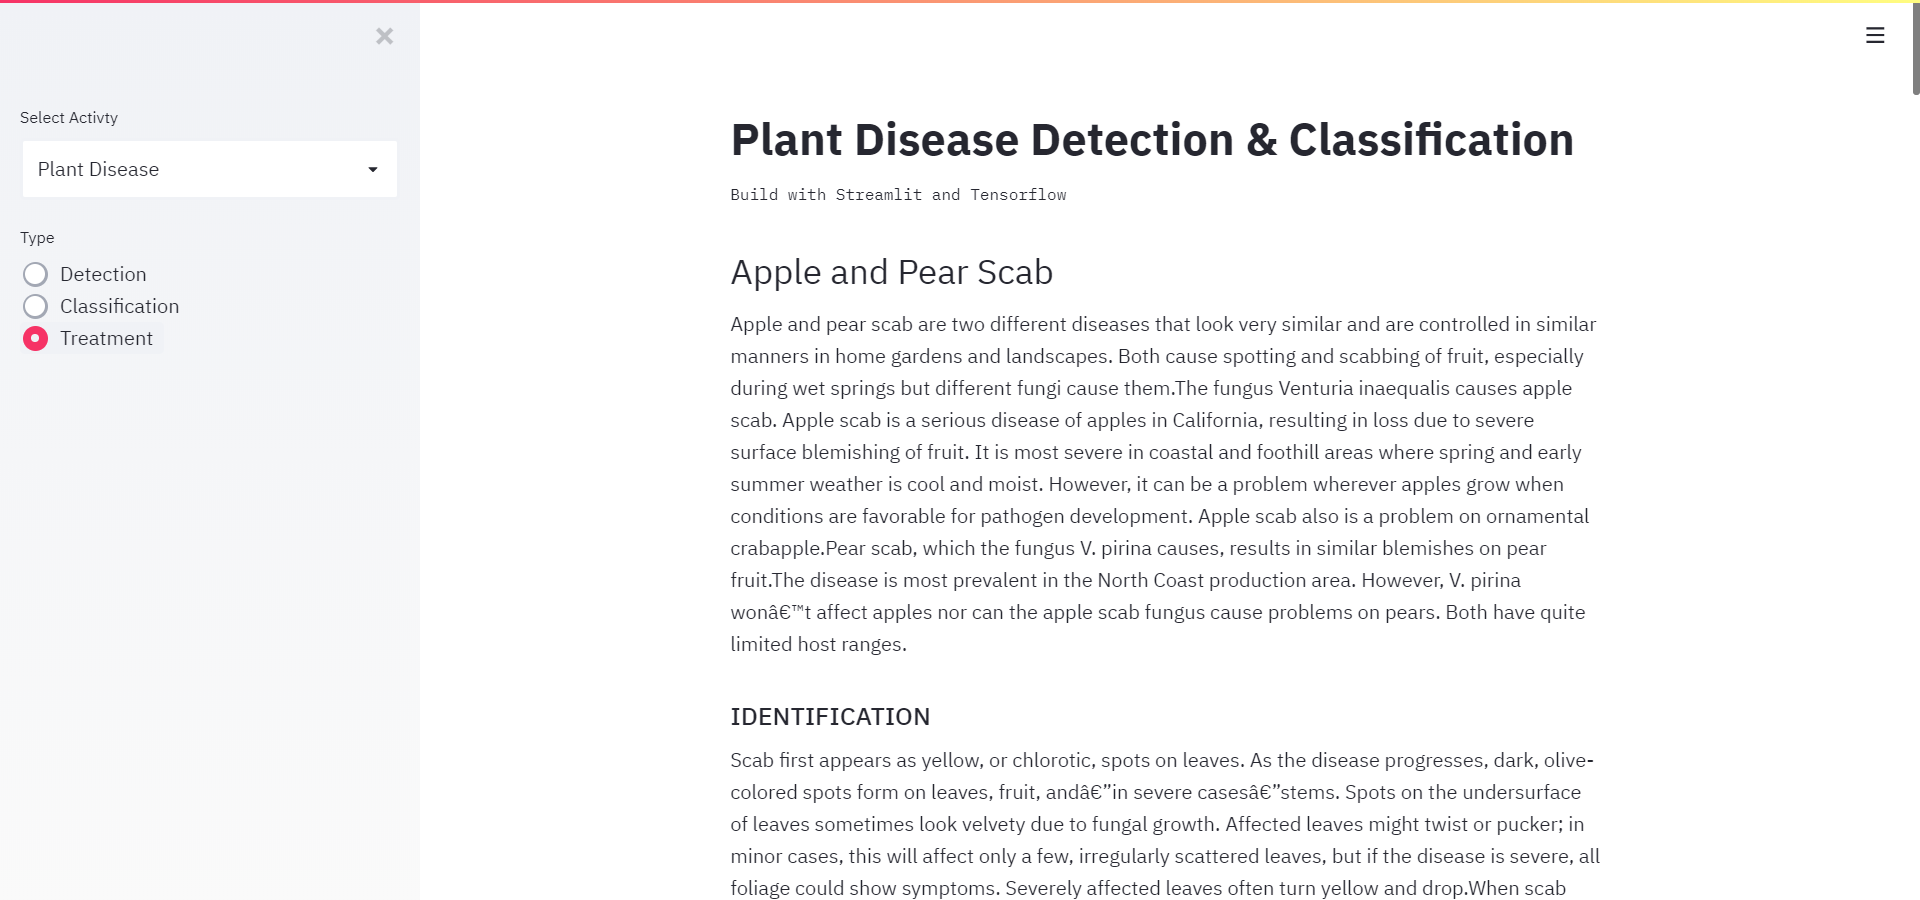 Select Activty
Plant Disease
Type
Detection
Classification
Treatment
Plant Disease Detection & Classification
Build with Streamlit and Tensorflow
Apple and Pear Scab
Apple and pear scab are two different diseases that look very similar and are controlled in similar
manners in home gardens and landscapes. Both cause spotting and scabbing of fruit, especially
during wet springs but different fungi cause them.The fungus Venturia inaequalis causes apple
scab. Apple scab is a serious disease of apples in California, resulting in loss due to severe
surface blemishing of fruit. It is most severe in coastal and foothill areas where spring and early
summer weather is cool and moist. However, it can be a problem wherever apples grow when
conditions are favorable for pathogen development. Apple scab also is a problem on ornamental
crabapple.Pear scab, which the fungus V. pirina causes, results in similar blemishes on pear
fruit.The disease is most prevalent in the North Coast production area. However, V. pirina
wonâ€™t affect apples nor can the apple scab fungus cause problems on pears. Both have quite
limited host ranges.
IDENTIFICATION
Scab first appears as yellow, or chlorotic, spots on leaves. As the disease progresses, dark, olive-
colored spots form on leaves, fruit, andâ€”in severe casesâ€”stems. Spots on the undersurface
of leaves sometimes look velvety due to fungal growth. Affected leaves might twist or pucker; in
minor cases, this will affect only a few, irregularly scattered leaves, but if the disease is severe, all
foliage could show symptoms. Severely affected leaves often turn yellow and drop.When scab